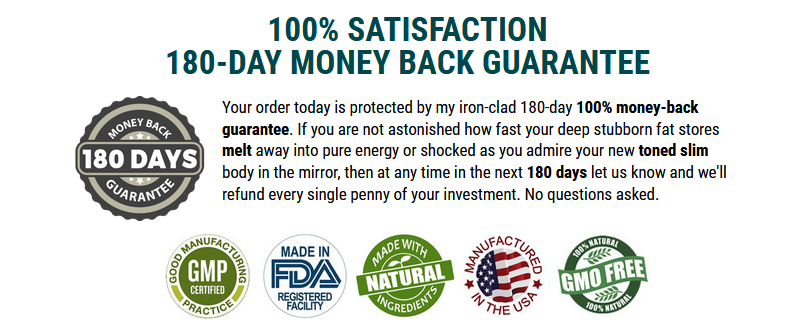 100% SATISFACTION
180-DAY MONEY BACK GUARANTEE
Your order today is protected by my iron-clad 180-day 100% money-back
guarantee. If you are not astonished how fast your deep stubborn fat stores
melt away into pure energy or shocked as you admire your new toned slim
body in the mirror, then at any time in the next 180 days let us know and we'll
refund every single penny of your investment. No questions asked.
MONEY BACK
180 DAYS
GUARANTEE
GOOD MANUFACTURING
GMP
CERTIFIED
PRACTICE
MADE IN
FDA
REGISTERED
FACILITY
MADE WITH
NATURAL
INGREDIENTS
MANUFACTURED
IN THE USA
100% NATURAL
GMO FREE
100% NATURAL